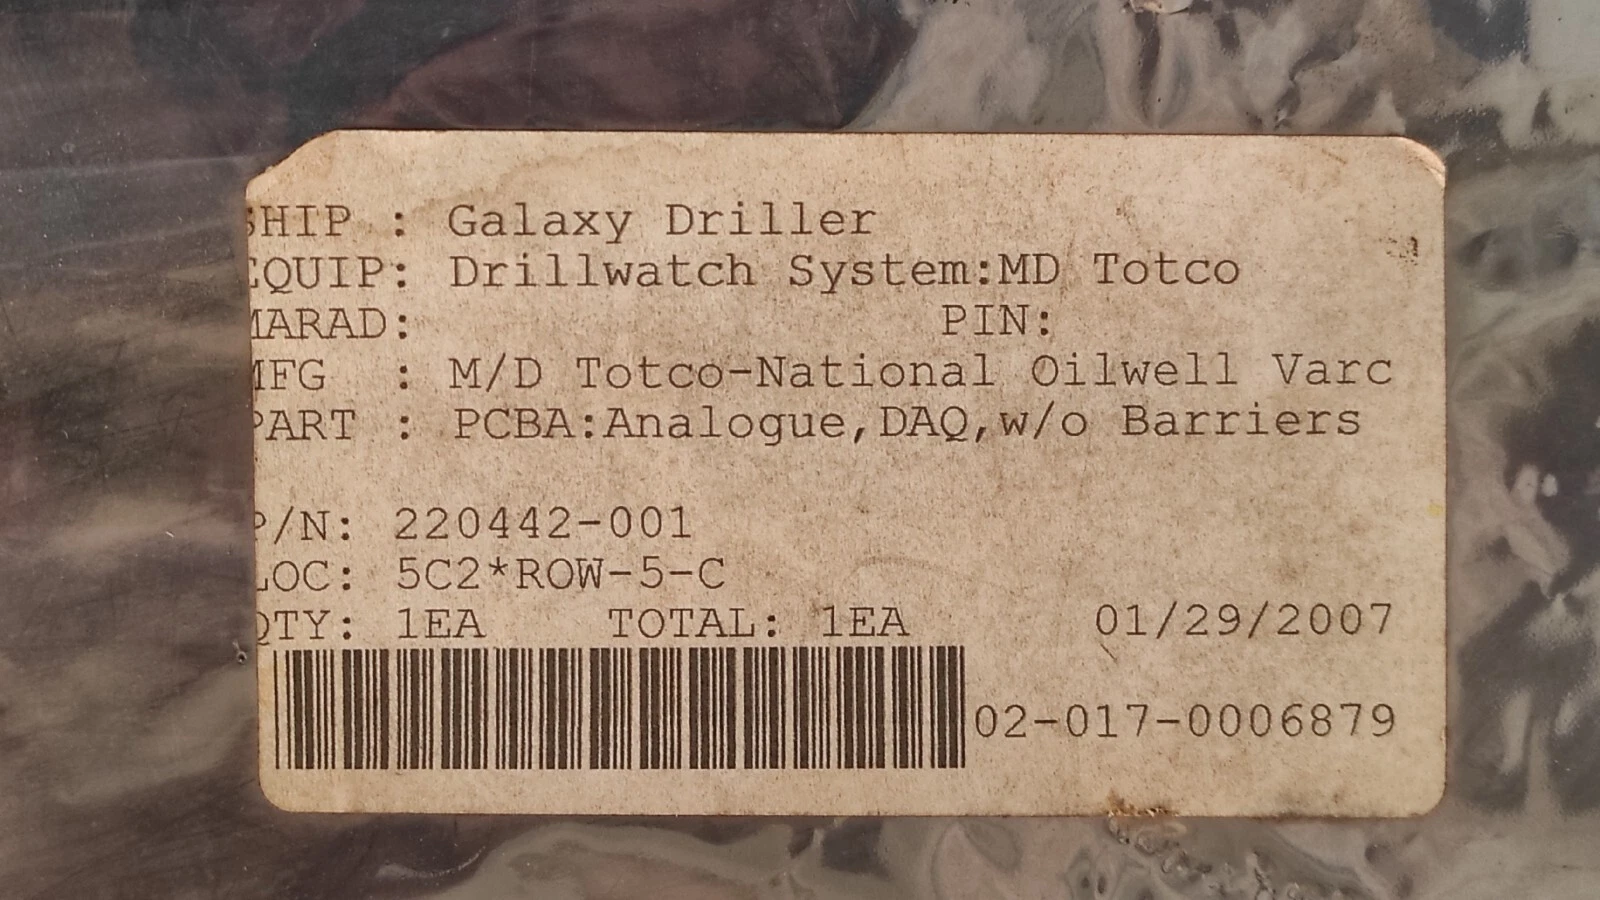 SHIP : Galaxy Driller
EQUIP: Drillwatch System:MD Totco
MARAD: PIN:
MFG : M/D Totco-National Oilwell Varc
PART : PCBA:Analogue,DAQ,w/o Barriers
P/N: 220442-001
LOC: 5C2*ROW-5-C
QTY: 1EA TOTAL: 1EA 01/29/2007
02-017-0006879